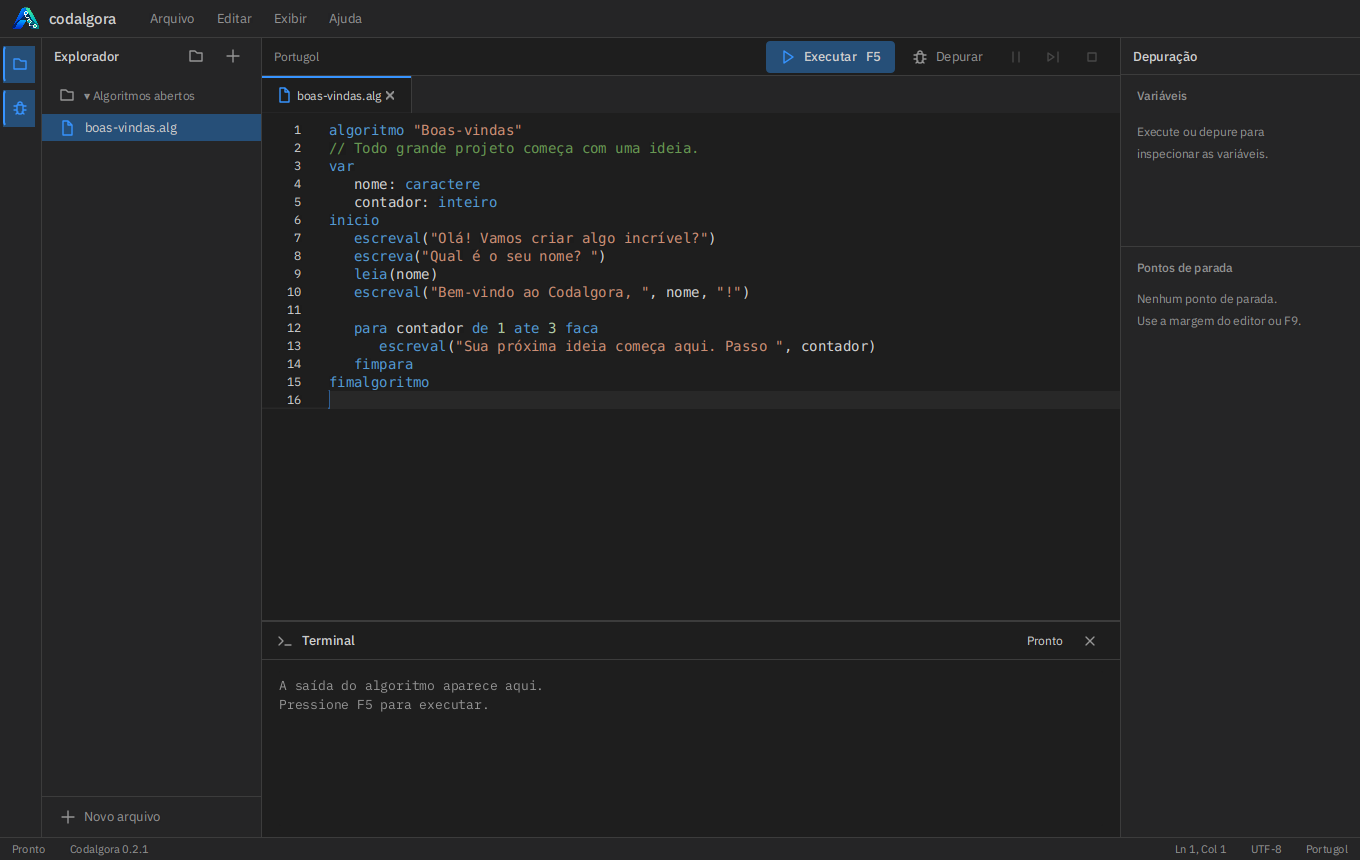 codalgora Arquivo Editar Exibir Ajuda
Explorador
Portugol
Executar F5
Depurar
Depuração
▾ Algoritmos abertos
boas-vindas.alg
boas-vindas.alg
1 algoritmo "Boas-vindas"
2 // Todo grande projeto começa com uma ideia.
3 var
4    nome: caractere
5    contador: inteiro
6 inicio
7    escreval("Olá! Vamos criar algo incrível?")
8    escreva("Qual é o seu nome? ")
9    leia(nome)
10    escreval("Bem-vindo ao Codalgora, ", nome, "!")
11
12    para contador de 1 ate 3 faca
13       escreval("Sua próxima ideia começa aqui. Passo ", contador)
14    fimpara
15 fimalgoritmo
16
Variáveis
Execute ou depure para
inspecionar as variáveis.
Pontos de parada
Nenhum ponto de parada.
Use a margem do editor ou F9.
Terminal
Pronto
A saída do algoritmo aparece aqui.
Pressione F5 para executar.
Novo arquivo
Pronto Codalgora 0.2.1 Ln 1, Col 1 UTF-8 Portugol